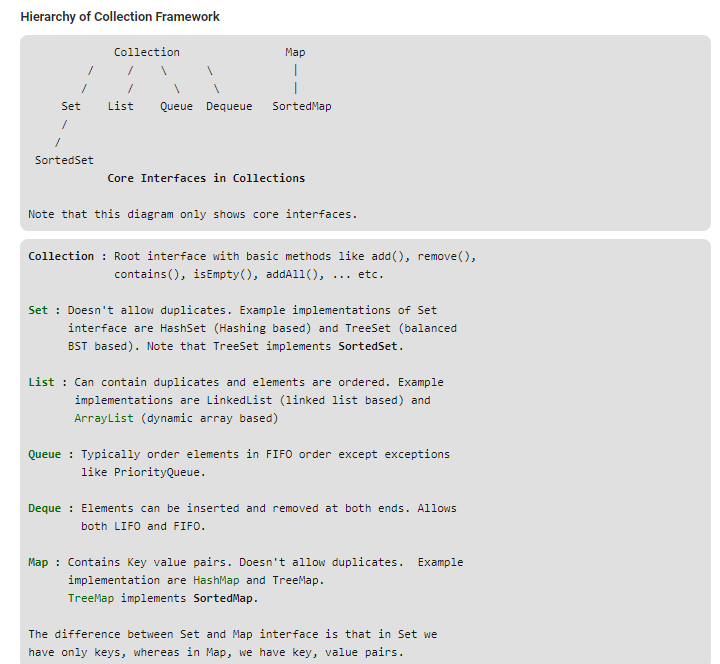 Hierarchy of Collection Framework
Collection                Map
/     /    \      \            |
/      /      \     \           |
Set    List    Queue  Dequeue   SortedMap
/
/
SortedSet
Core Interfaces in Collections
Note that this diagram only shows core interfaces.
Collection : Root interface with basic methods like add(), remove(),
contains(), isEmpty(), addAll(), ... etc.
Set : Doesn't allow duplicates. Example implementations of Set
interface are HashSet (Hashing based) and TreeSet (balanced
BST based). Note that TreeSet implements SortedSet.
List : Can contain duplicates and elements are ordered. Example
implementations are LinkedList (linked list based) and
ArrayList (dynamic array based)
Queue : Typically order elements in FIFO order except exceptions
like PriorityQueue.
Deque : Elements can be inserted and removed at both ends. Allows
both LIFO and FIFO.
Map : Contains Key value pairs. Doesn't allow duplicates.  Example
implementation are HashMap and TreeMap.
TreeMap implements SortedMap.
The difference between Set and Map interface is that in Set we
have only keys, whereas in Map, we have key, value pairs.